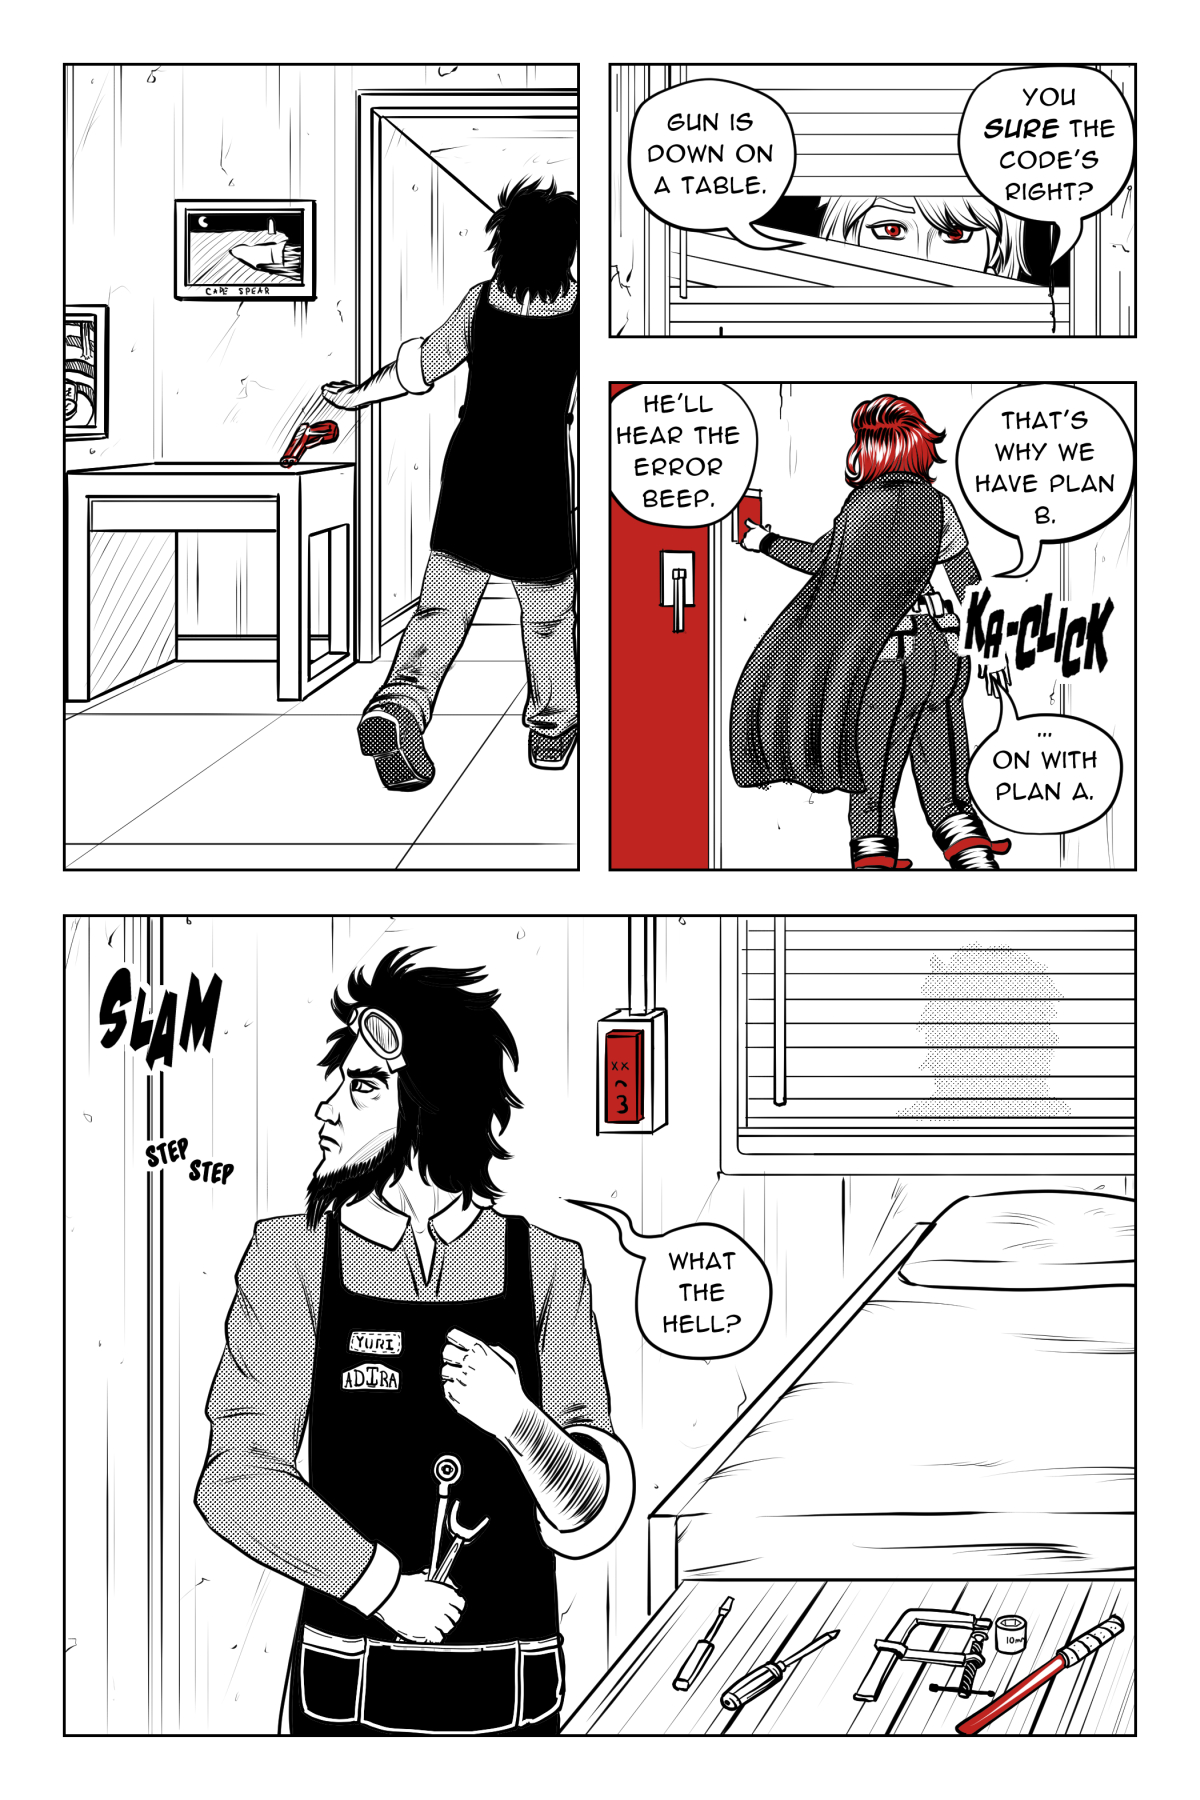 CAPE SPEAR
GUN IS
DOWN ON
A TABLE.
YOU
SURE THE
CODE'S
RIGHT?
HE'LL
HEAR THE
ERROR
BEEP.
THAT'S
WHY WE
HAVE PLAN
B.
KA-CLICK
...
ON WITH
PLAN A.
SLAM
STEP
STEP
XX
3
WHAT
THE
HELL?
YURI
ADIRA
10mm